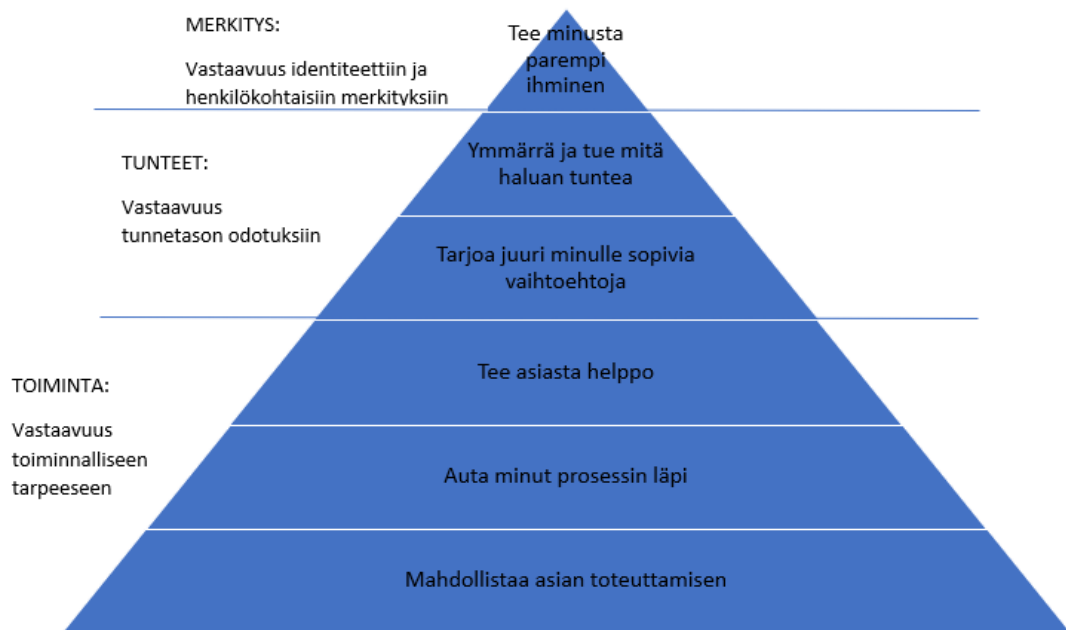 MERKITYS:
Vastaavuus identiteettiin ja
henkilökohtaisiin merkityksiin
Tee minusta
parempi
ihminen
TUNTEET:
Vastaavuus
tunnetason odotuksiin
Ymmärrä ja tue mitä
haluan tuntea
Tarjoa juuri minulle sopivia
vaihtoehtoja
TOIMINTA:
Vastaavuus
toiminnalliseen
tarpeeseen
Tee asiasta helppo
Auta minut prosessin läpi
Mahdollistaa asian toteuttamisen